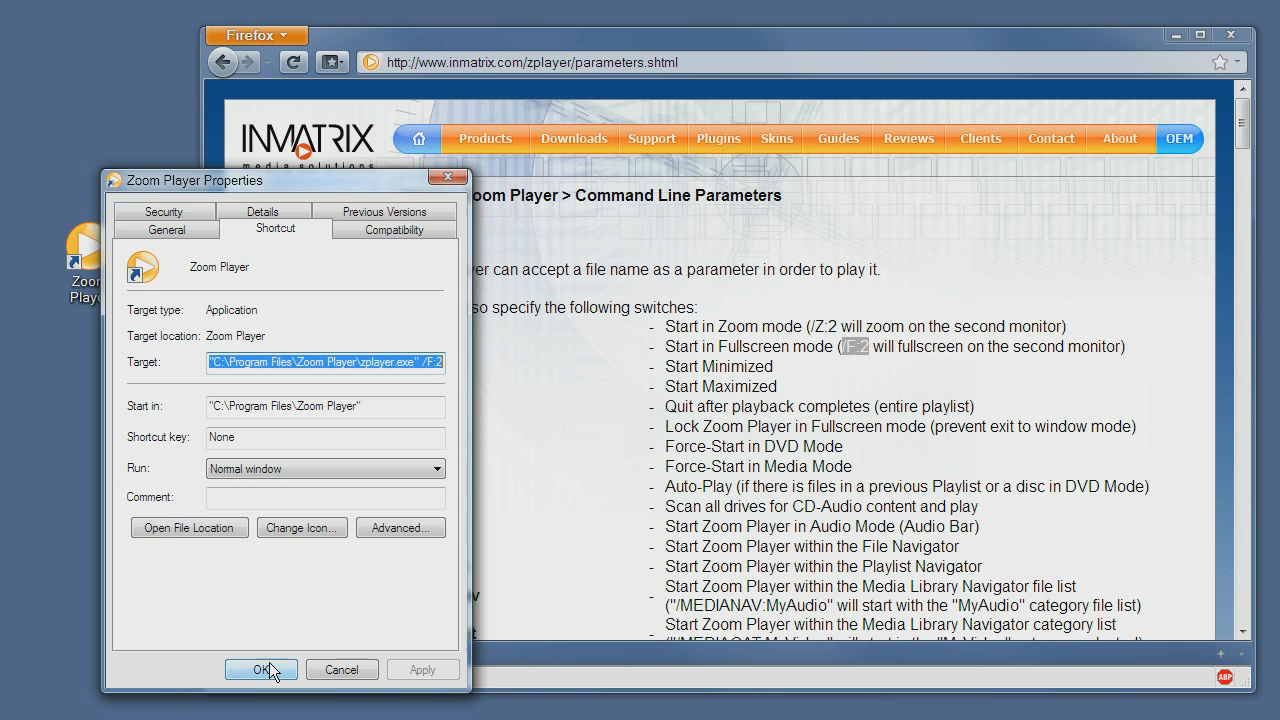 Firefox
http://www.inmatrix.com/zplayer/parameters.shtml
INMATRIX
media solutions
Products Downloads Support Plugins Skins Guides Reviews Clients Contact About OEM
oom Player > Command Line Parameters
er can accept a file name as a parameter in order to play it.
so specify the following switches:
- Start in Zoom mode (/Z:2 will zoom on the second monitor)
- Start in Fullscreen mode (/F:2 will fullscreen on the second monitor)
- Start Minimized
- Start Maximized
- Quit after playback completes (entire playlist)
- Lock Zoom Player in Fullscreen mode (prevent exit to window mode)
- Force-Start in DVD Mode
- Force-Start in Media Mode
- Auto-Play (if there is files in a previous Playlist or a disc in DVD Mode)
- Scan all drives for CD-Audio content and play
- Start Zoom Player in Audio Mode (Audio Bar)
- Start Zoom Player within the File Navigator
- Start Zoom Player within the Playlist Navigator
v - Start Zoom Player within the Media Library Navigator file list
("/MEDIANAV:MyAudio" will start with the "MyAudio" category file list)
t - Start Zoom Player within the Media Library Navigator category list
ABP
Zoo
Playe
Zoom Player Properties
Security Details Previous Versions
General Shortcut Compatibility
Zoom Player
Target type: Application
Target location: Zoom Player
Target: "C:\Program Files\Zoom Player\zplayer.exe" /F:2
Start in: "C:\Program Files\Zoom Player"
Shortcut key: None
Run: Normal window
Comment:
Open File Location Change Icon... Advanced...
OK Cancel Apply